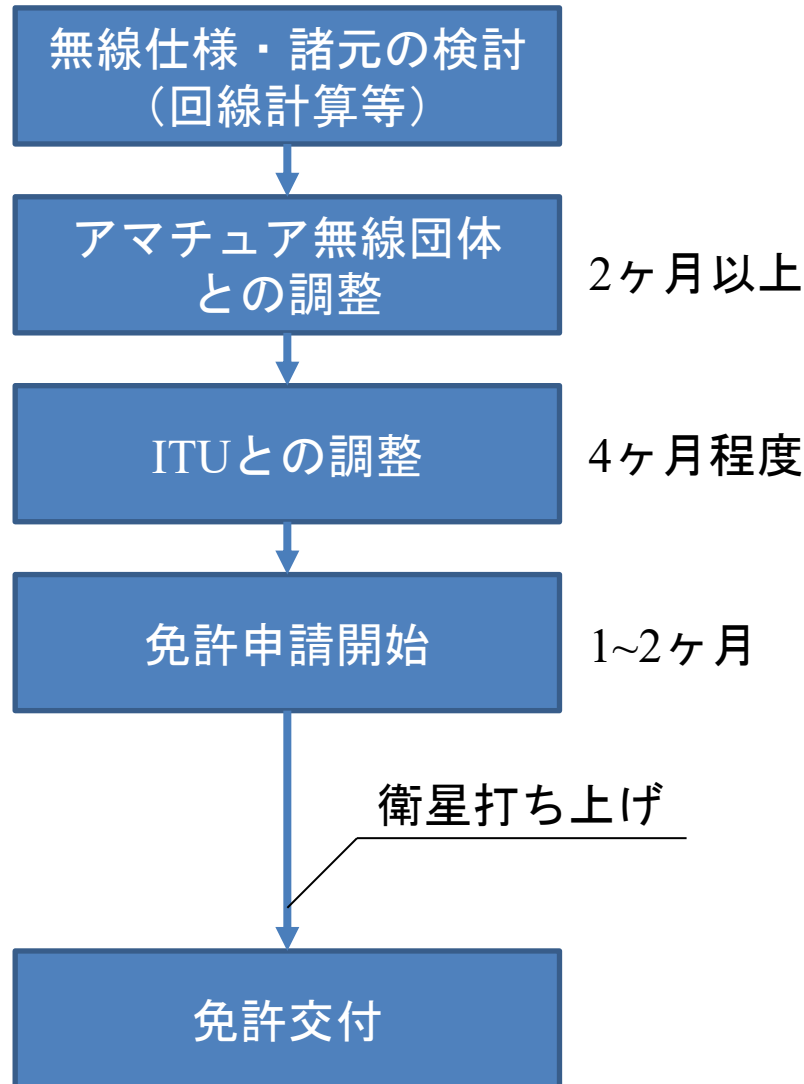 無線仕様・諸元の検討
（回線計算等）
アマチュア無線団体
との調整
2ヶ月以上
ITUとの調整
4ヶ月程度
免許申請開始
1~2ヶ月
衛星打ち上げ
免許交付